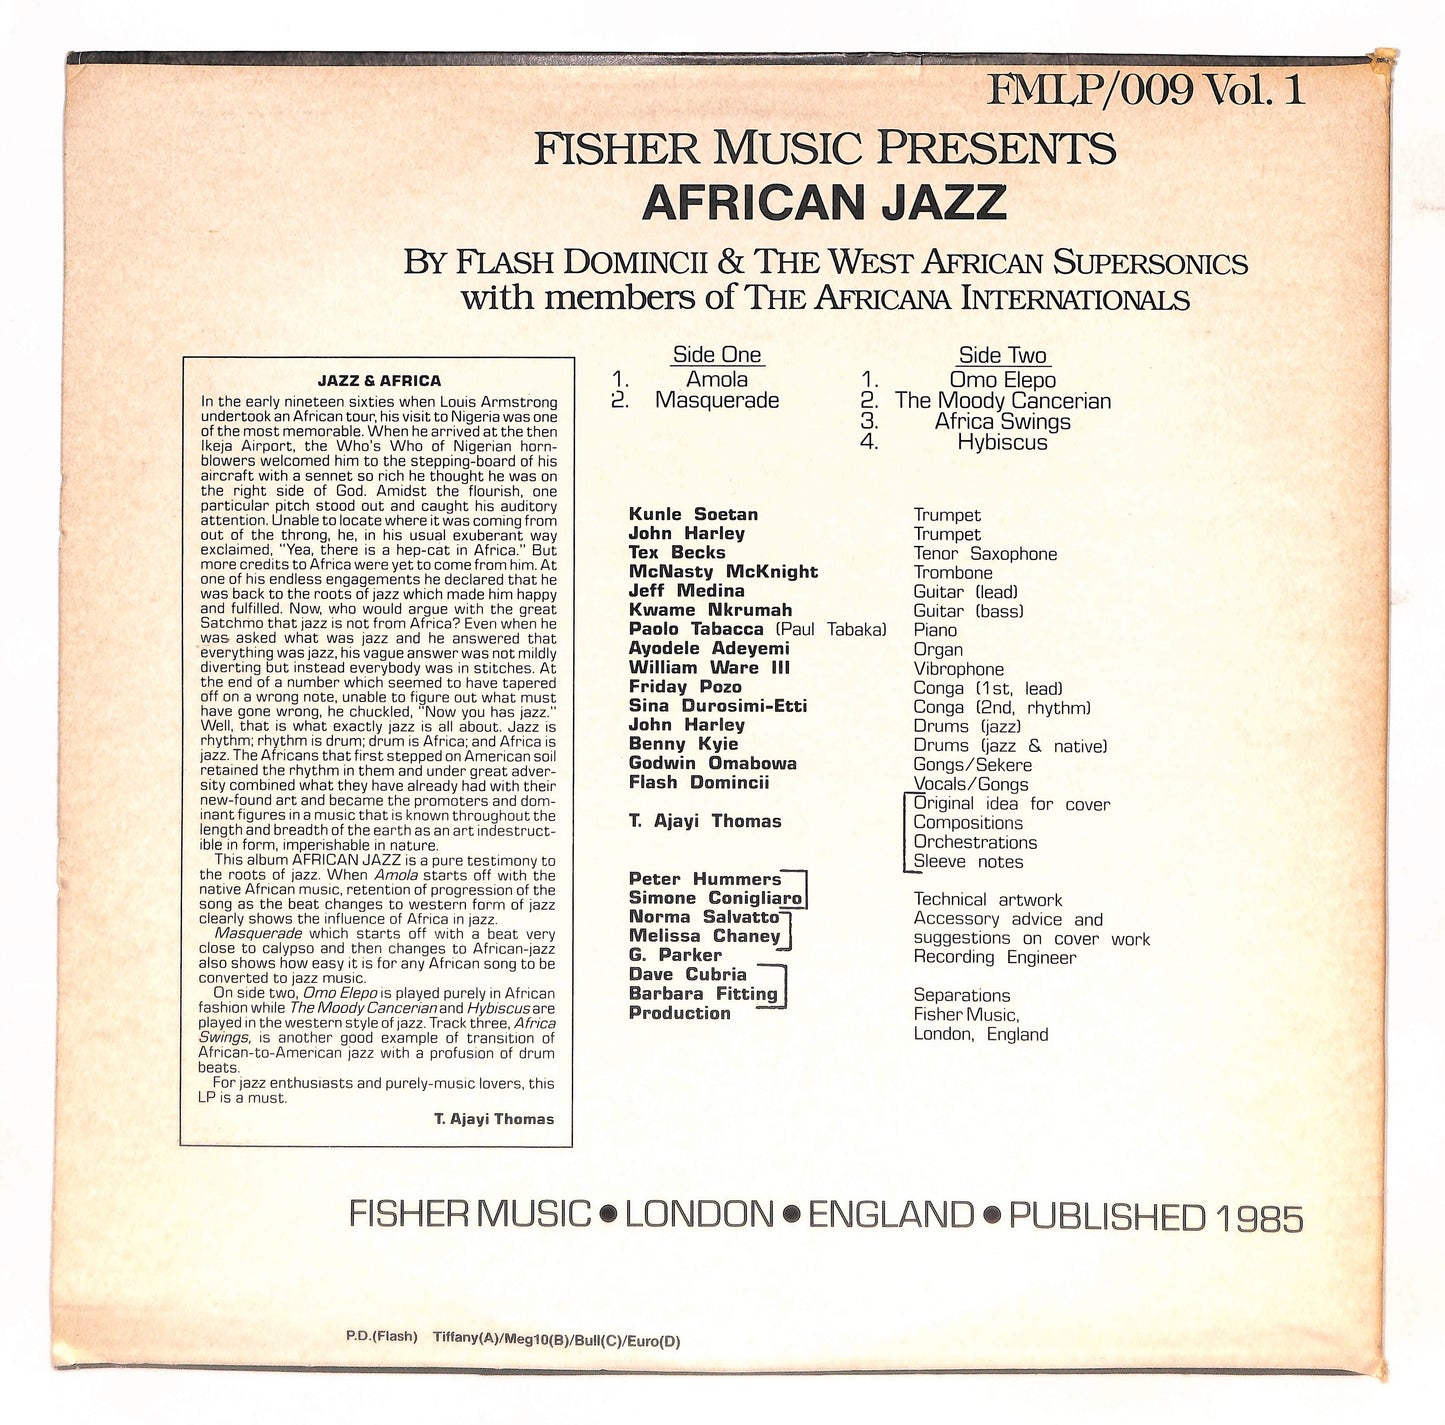 FMLP/009 Vol. 1
FISHER MUSIC PRESENTS
AFRICAN JAZZ
BY FLASH DOMINCII & THE WEST AFRICAN SUPERSONICS
with members of THE AFRICANA INTERNATIONALS
JAZZ & AFRICA
In the early nineteen sixties when Louis Armstrong
undertook an African tour, his visit to Nigeria was one
of the most memorable. When he arrived at the then
Ikeja Airport, the Who's Who of Nigerian horn-
blowers welcomed him to the stepping-board of his
aircraft with a sennet so rich he thought he was on
the right side of God. Amidst the flourish, one
particular pitch stood out and caught his auditory
attention. Unable to locate where it was coming from
out of the throng, he, in his usual exuberant way
exclaimed, "Yea, there is a hep-cat in Africa." But
more credits to Africa were yet to come from him. At
one of his endless engagements he declared that he
was back to the roots of jazz which made him happy
and fulfilled. Now, who would argue with the great
Satchmo that jazz is not from Africa? Even when he
was asked what was jazz and he answered that
everything was jazz, his vague answer was not mildly
diverting but instead everybody was in stitches. At
the end of a number which seemed to have tapered
off on a wrong note, unable to figure out what must
have gone wrong, he chuckled, "Now you has jazz."
Well, that is what exactly jazz is all about. Jazz is
rhythm; rhythm is drum; drum is Africa; and Africa is
jazz. The Africans that first stepped on American soil
retained the rhythm in them and under great adver-
sity combined what they have already had with their
new-found art and became the promoters and dom-
inant figures in a music that is known throughout the
length and breadth of the earth as an art indestruct-
ible in form, imperishable in nature.
This album AFRICAN JAZZ is a pure testimony to
the roots of jazz. When Amola starts off with the
native African music, retention of progression of the
song as the beat changes to western form of jazz
clearly shows the influence of Africa in jazz.
Masquerade which starts off with a beat very
close to calypso and then changes to African-jazz
also shows how easy it is for any African song to be
converted to jazz music.
On side two, Omo Elepo is played purely in African
fashion while The Moody Cancerian and Hybiscus are
played in the western style of jazz. Track three, Africa
Swings, is another good example of transition of
African-to-American jazz with a profusion of drum
beats.
For jazz enthusiasts and purely-music lovers, this
LP is a must.
T. Ajayi Thomas
Side One
1. Amola
2. Masquerade
Side Two
1. Omo Elepo
2. The Moody Cancerian
3. Africa Swings
4. Hybiscus
Kunle Soetan Trumpet
John Harley Trumpet
Tex Becks Tenor Saxophone
McNasty McKnight Trombone
Jeff Medina Guitar (lead)
Kwame Nkrumah Guitar (bass)
Paolo Tabacca (Paul Tabaka) Piano
Ayodele Adeyemi Organ
William Ware III Vibrophone
Friday Pozo Conga (1st, lead)
Sina Durosimi-Etti Conga (2nd, rhythm)
John Harley Drums (jazz)
Benny Kyie Drums (jazz & native)
Godwin Omabowa Gongs/Sekere
Flash Domincii Vocals/Gongs
Original idea for cover
T. Ajayi Thomas Compositions
Orchestrations
Sleeve notes
Peter Hummers
Simone Conigliaro Technical artwork
Norma Salvatto Accessory advice and
Melissa Chaney suggestions on cover work
G. Parker Recording Engineer
Dave Cubria
Barbara Fitting Separations
Production Fisher Music,
London, England
FISHER MUSIC ● LONDON ● ENGLAND ● PUBLISHED 1985
P.D.(Flash) Tiffany(A)/Meg10(B)/Bull(C)/Euro(D)